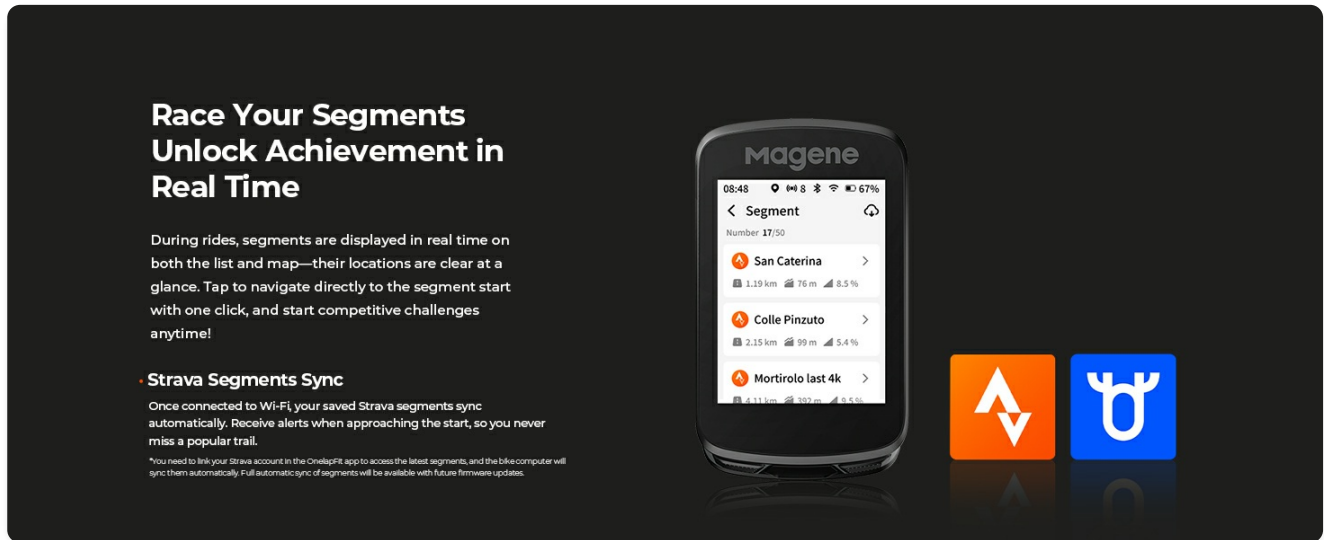 Race Your Segments
Unlock Achievement in
Real Time
During rides, segments are displayed in real time on
both the list and map—their locations are clear at a
glance. Tap to navigate directly to the segment start
with one click, and start competitive challenges
anytime!
Strava Segments Sync
Once connected to Wi-Fi, your saved Strava segments sync
automatically. Receive alerts when approaching the start, so you never
miss a popular trail.
*You need to link your Strava account in the OnelapFit app to access the latest segments, and the bike computer will
sync them automatically. Full automatic sync of segments will be available with future firmware updates.
Magene
08:48 8 67%
Segment
Number 17/50
San Caterina
1.19 km 76 m 8.5 %
Colle Pinzuto
2.15 km 99 m 5.4 %
Mortirolo last 4k
4.11 km 392 m 9.5 %